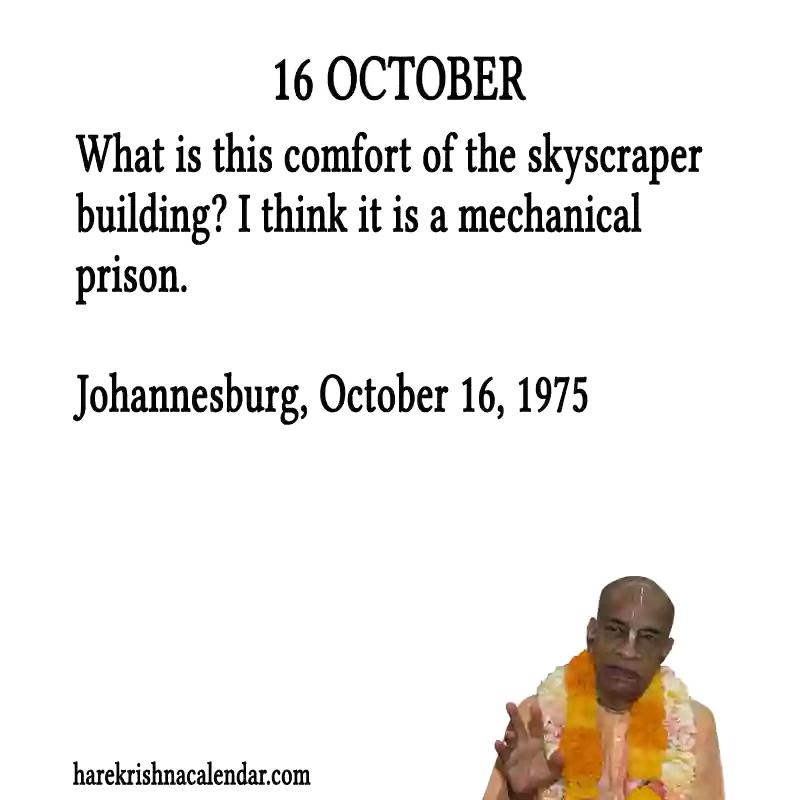 16 OCTOBER
What is this comfort of the skyscraper
building? I think it is a mechanical
prison.
Johannesburg, October 16, 1975
harekrishnacalendar.com